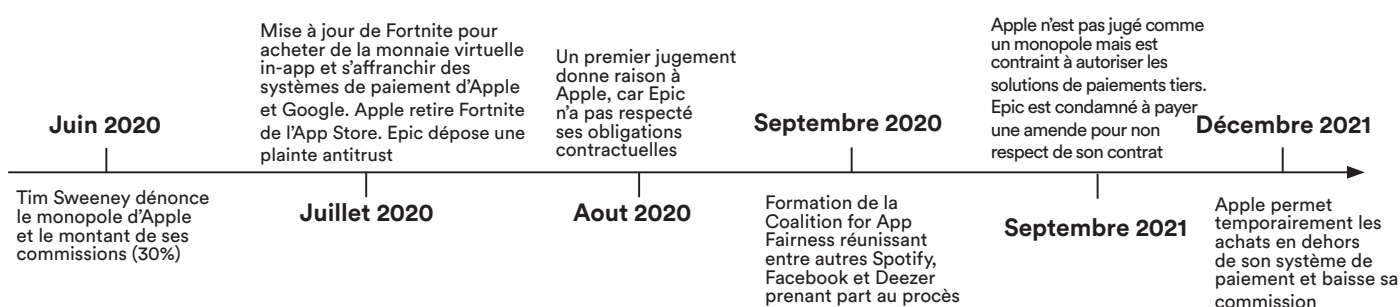 Juin 2020
Tim Sweeney dénonce
le monopole d’Apple
et le montant de ses
commissions (30%)
Mise à jour de Fortnite pour
acheter de la monnaie virtuelle
in-app et s’affranchir des
systèmes de paiement d’Apple
et Google. Apple retire Fortnite
de l’App Store. Epic dépose une
plainte antitrust
Juillet 2020
Un premier jugement
donne raison à
Apple, car Epic
n’a pas respecté
ses obligations
contractuelles
Aout 2020
Septembre 2020
Formation de la
Coalition for App
Fairness réunissant
entre autres Spotify,
Facebook et Deezer
prenant part au procès
Apple n’est pas jugé comme
un monopole mais est
contraint à autoriser les
solutions de paiements tiers.
Epic est condamné à payer
une amende pour non
respect de son contrat
Septembre 2021
Décembre 2021
Apple permet
temporairement les
achats en dehors
de son système de
paiement et baisse sa
commission